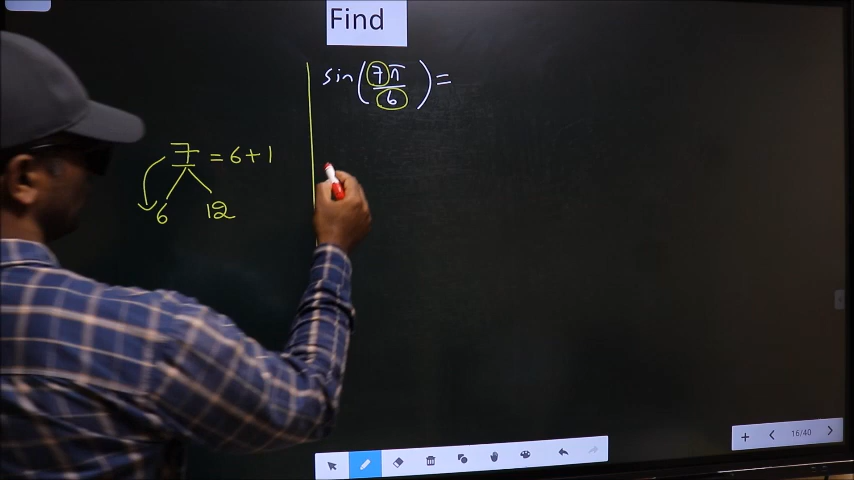 Find
sin(7π/6) =
7 = 6 + 1
6 12
16/40